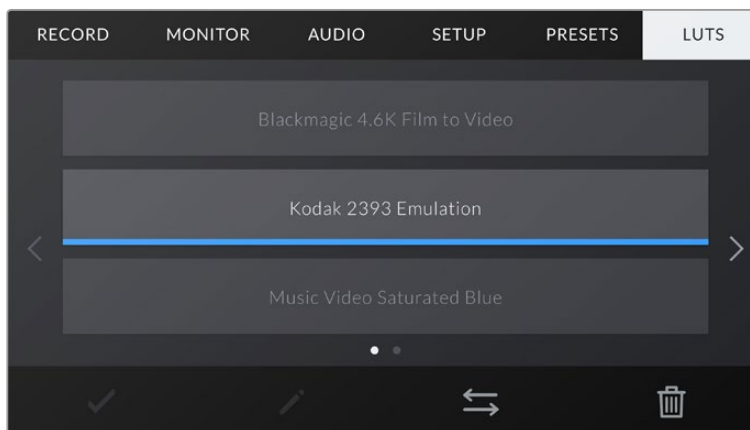 RECORD MONITOR AUDIO SETUP PRESETS LUTS
Blackmagic 4.6K Film to Video
Kodak 2393 Emulation
Music Video Saturated Blue